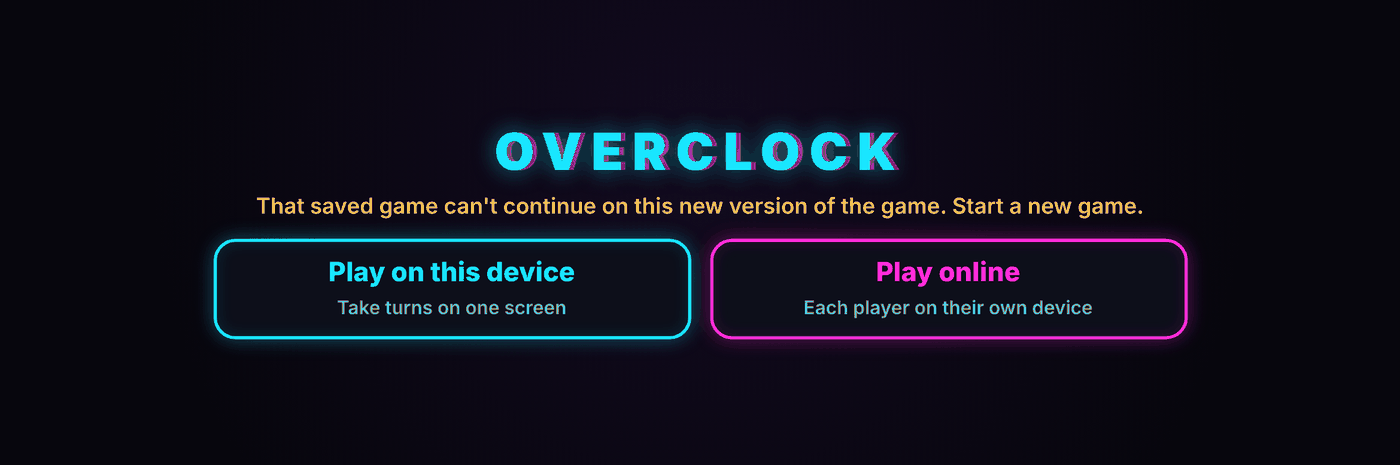 OVERCLOCK
That saved game can't continue on this new version of the game. Start a new game.
Play on this device
Take turns on one screen
Play online
Each player on their own device